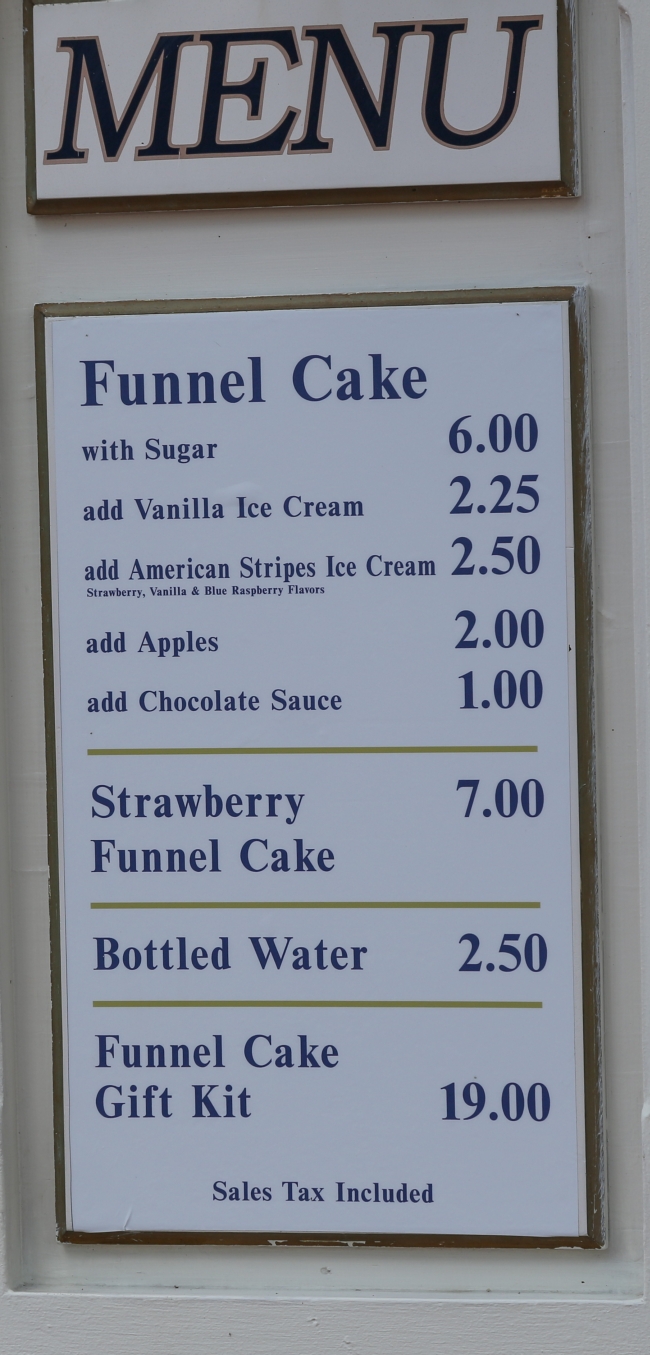 MENU
Funnel Cake
with Sugar 6.00
add Vanilla Ice Cream 2.25
add American Stripes Ice Cream 2.50
Strawberry, Vanilla & Blue Raspberry Flavors
add Apples 2.00
add Chocolate Sauce 1.00
Strawberry 7.00
Funnel Cake
Bottled Water 2.50
Funnel Cake
Gift Kit 19.00
Sales Tax Included